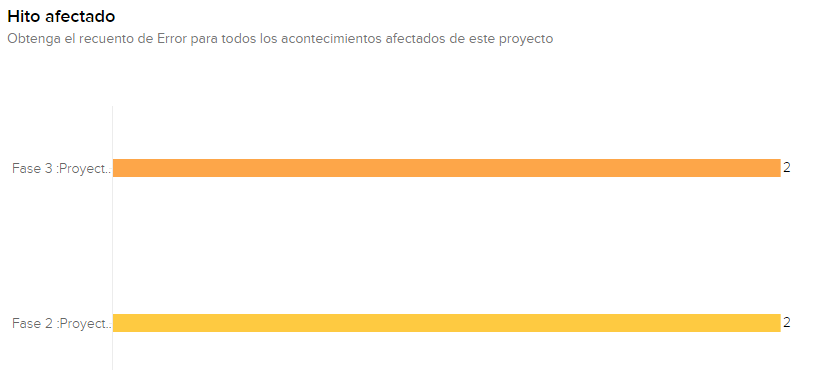 Hito afectado
Obtenga el recuento de Error para todos los acontecimientos afectados de este proyecto
Fase 3 :Proyect.. 2
Fase 2 :Proyect.. 2